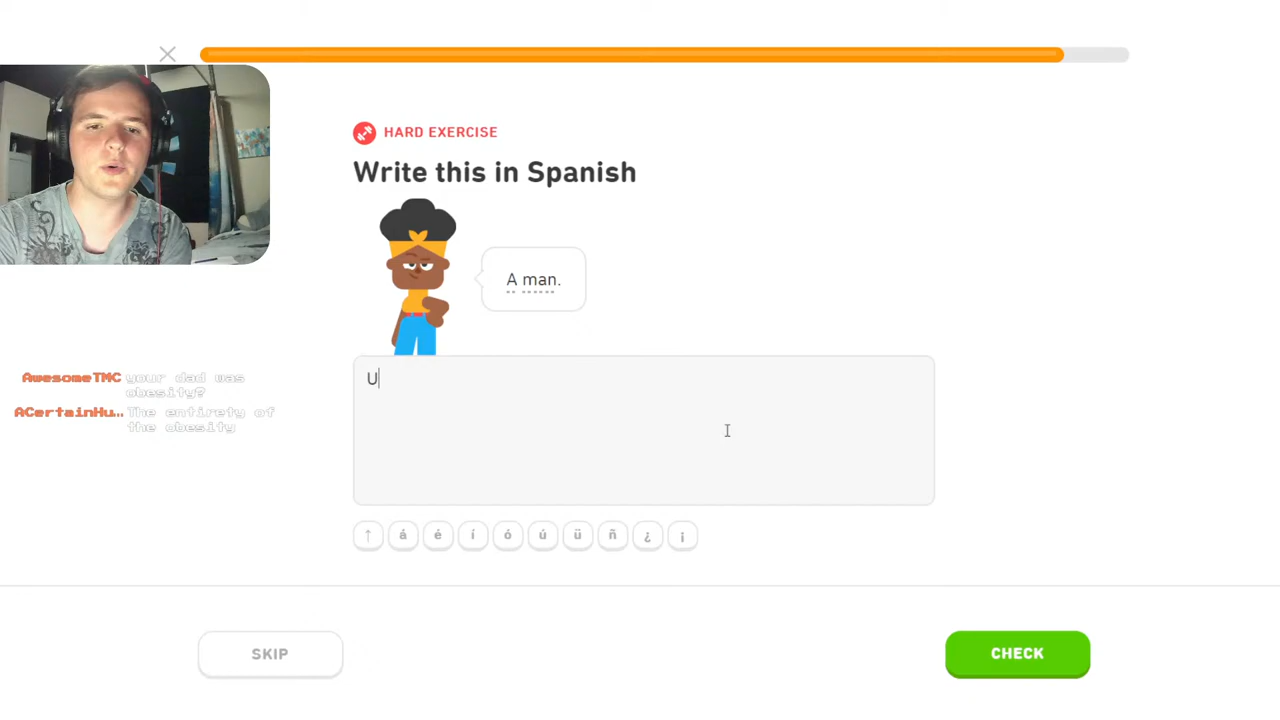 HARD EXERCISE
Write this in Spanish
A man.
U
AwesomeTMC your dad was
obesity?
ACertainHu… The entirety of
the obesity
↑ á é í ó ú ü ñ ¿ ¡
SKIP
CHECK